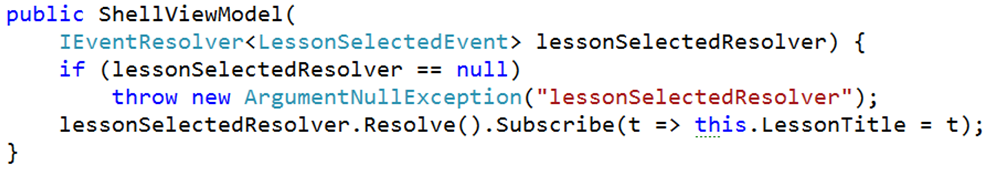 public ShellViewModel(
    IEventResolver<LessonSelectedEvent> lessonSelectedResolver) {
    if (lessonSelectedResolver == null)
        throw new ArgumentNullException("lessonSelectedResolver");
    lessonSelectedResolver.Resolve().Subscribe(t => this.LessonTitle = t);
}